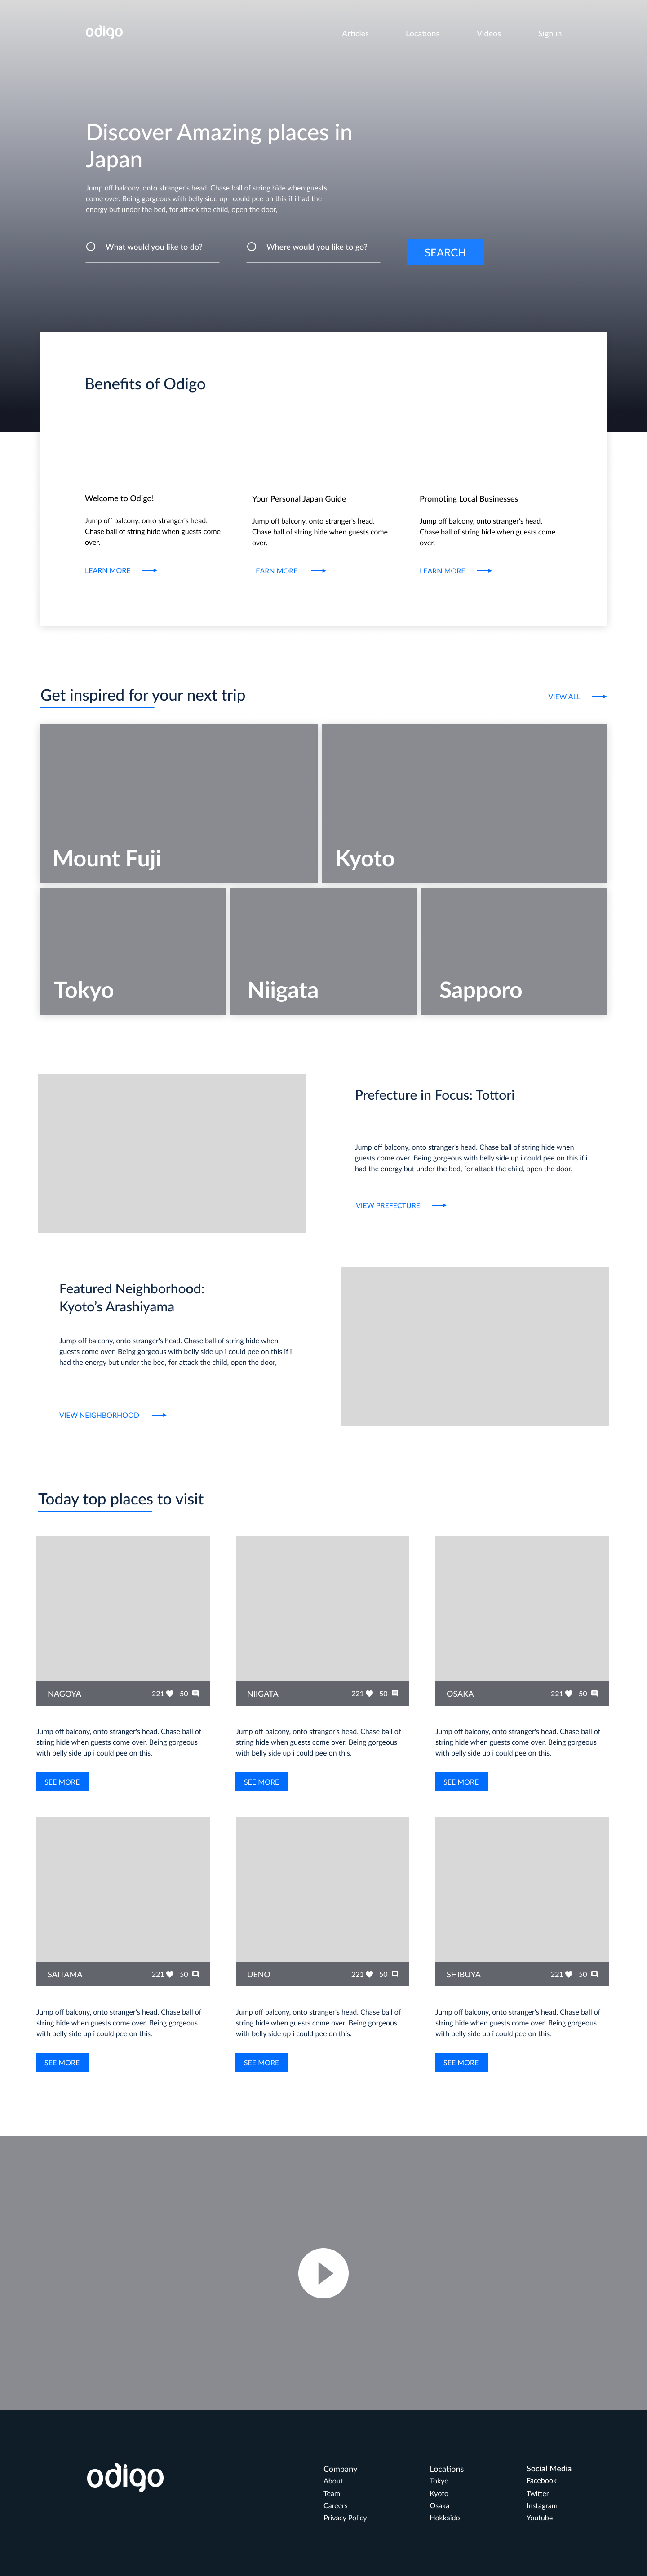 odigo
Articles
Locations
Videos
Sign in
Discover Amazing places in
Japan
Jump off balcony, onto stranger's head. Chase ball of string hide when guests
come over. Being gorgeous with belly side up i could pee on this if i had the
energy but under the bed, for attack the child, open the door,
What would you like to do?
Where would you like to go?
SEARCH
Benefits of Odigo
Welcome to Odigo!
Jump off balcony, onto stranger's head.
Chase ball of string hide when guests come
over.
LEARN MORE
Your Personal Japan Guide
Jump off balcony, onto stranger's head.
Chase ball of string hide when guests come
over.
LEARN MORE
Promoting Local Businesses
Jump off balcony, onto stranger's head.
Chase ball of string hide when guests come
over.
LEARN MORE
Get inspired for your next trip
VIEW ALL
Mount Fuji
Kyoto
Tokyo
Niigata
Sapporo
Prefecture in Focus: Tottori
Jump off balcony, onto stranger's head. Chase ball of string hide when
guests come over. Being gorgeous with belly side up i could pee on this if i
had the energy but under the bed, for attack the child, open the door,
VIEW PREFECTURE
Featured Neighborhood:
Kyoto's Arashiyama
Jump off balcony, onto stranger's head. Chase ball of string hide when
guests come over. Being gorgeous with belly side up i could pee on this if i
had the energy but under the bed, for attack the child, open the door,
VIEW NEIGHBORHOOD
Today top places to visit
NAGOYA 221 50
Jump off balcony, onto stranger's head. Chase ball of
string hide when guests come over. Being gorgeous
with belly side up i could pee on this.
SEE MORE
NIIGATA 221 50
Jump off balcony, onto stranger's head. Chase ball of
string hide when guests come over. Being gorgeous
with belly side up i could pee on this.
SEE MORE
OSAKA 221 50
Jump off balcony, onto stranger's head. Chase ball of
string hide when guests come over. Being gorgeous
with belly side up i could pee on this.
SEE MORE
SAITAMA 221 50
Jump off balcony, onto stranger's head. Chase ball of
string hide when guests come over. Being gorgeous
with belly side up i could pee on this.
SEE MORE
UENO 221 50
Jump off balcony, onto stranger's head. Chase ball of
string hide when guests come over. Being gorgeous
with belly side up i could pee on this.
SEE MORE
SHIBUYA 221 50
Jump off balcony, onto stranger's head. Chase ball of
string hide when guests come over. Being gorgeous
with belly side up i could pee on this.
SEE MORE
odigo
Company
About
Team
Careers
Privacy Policy
Locations
Tokyo
Kyoto
Osaka
Hokkaido
Social Media
Facebook
Twitter
Instagram
Youtube